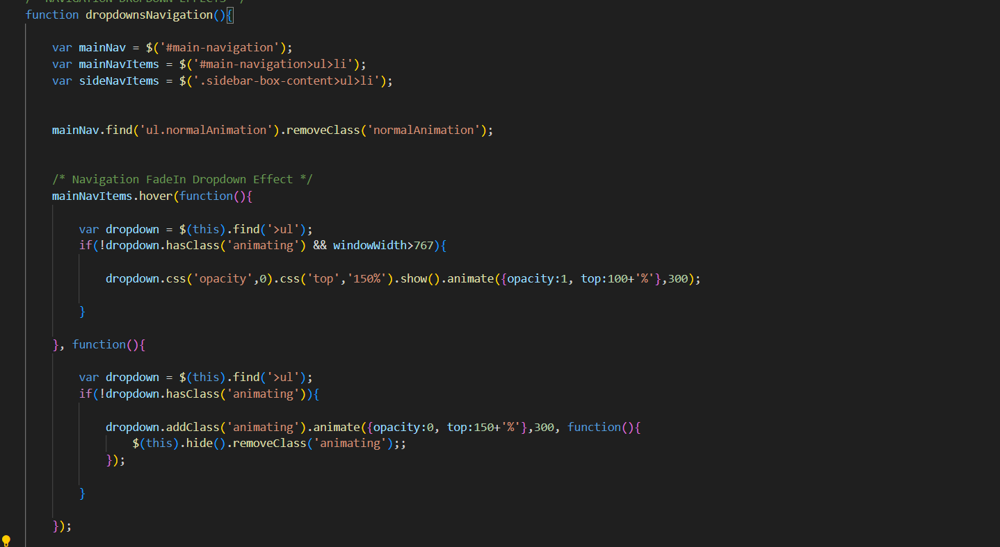 /* NAVIGATION DROPDOWN EFFECTS */
function dropdownsNavigation(){
var mainNav = $('#main-navigation');
var mainNavItems = $('#main-navigation>ul>li');
var sideNavItems = $('.sidebar-box-content>ul>li');
mainNav.find('ul.normalAnimation').removeClass('normalAnimation');
/* Navigation FadeIn Dropdown Effect */
mainNavItems.hover(function(){
var dropdown = $(this).find('>ul');
if(!dropdown.hasClass('animating') && windowWidth>767){
dropdown.css('opacity',0).css('top','150%').show().animate({opacity:1, top:100+'%'},300);
}
}, function(){
var dropdown = $(this).find('>ul');
if(!dropdown.hasClass('animating')){
dropdown.addClass('animating').animate({opacity:0, top:150+'%'},300, function(){
$(this).hide().removeClass('animating');;
});
}
});